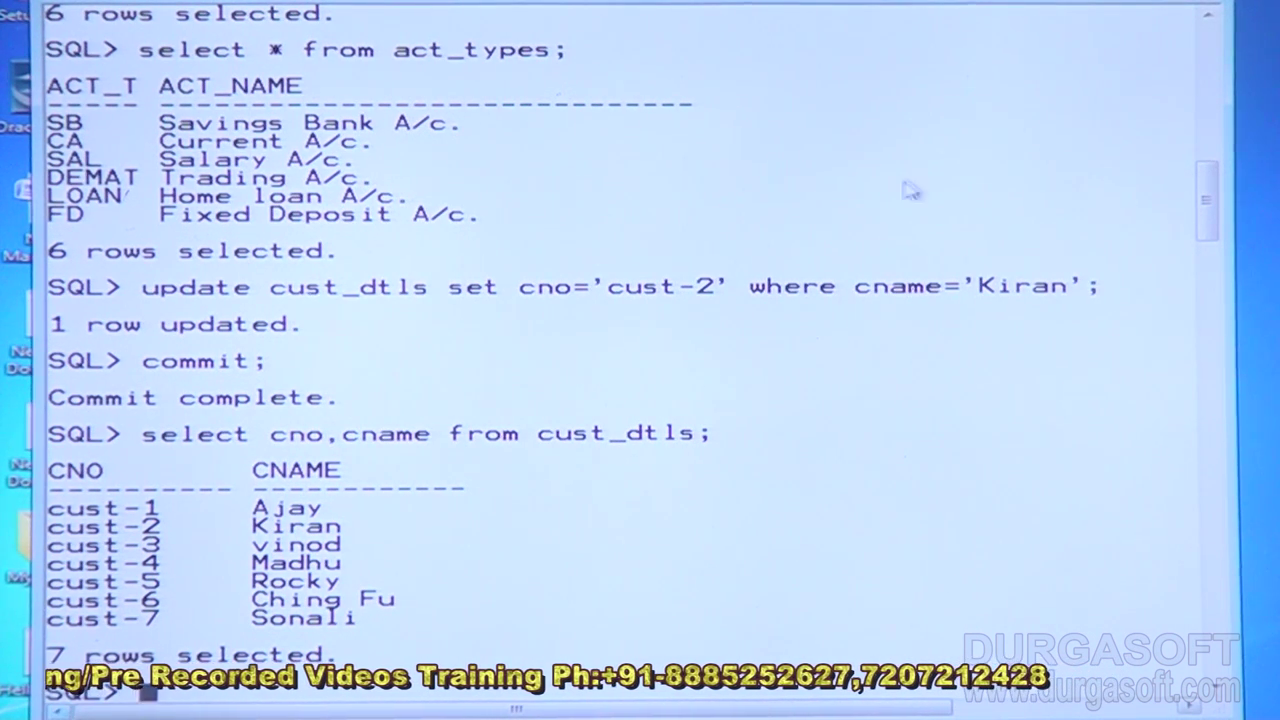 6 rows selected.
SQL> select * from act_types;
ACT_T ACT_NAME
----- ------------------------------
SB Savings Bank A/c.
CA Current A/c.
SAL Salary A/c.
DEMAT Trading A/c.
LOAN Home loan A/c.
FD Fixed Deposit A/c.
6 rows selected.
SQL> update cust_dtls set cno='cust-2' where cname='Kiran';
1 row updated.
SQL> commit;
Commit complete.
SQL> select cno,cname from cust_dtls;
CNO CNAME
---------- ------------
cust-1 Ajay
cust-2 Kiran
cust-3 vinod
cust-4 Madhu
cust-5 Rocky
cust-6 Ching Fu
cust-7 Sonali
7 rows selected.
DURGASOFT
ng/Pre Recorded Videos Training Ph:+91-8885252627,7207212428
SQL>
www.durgasoft.com